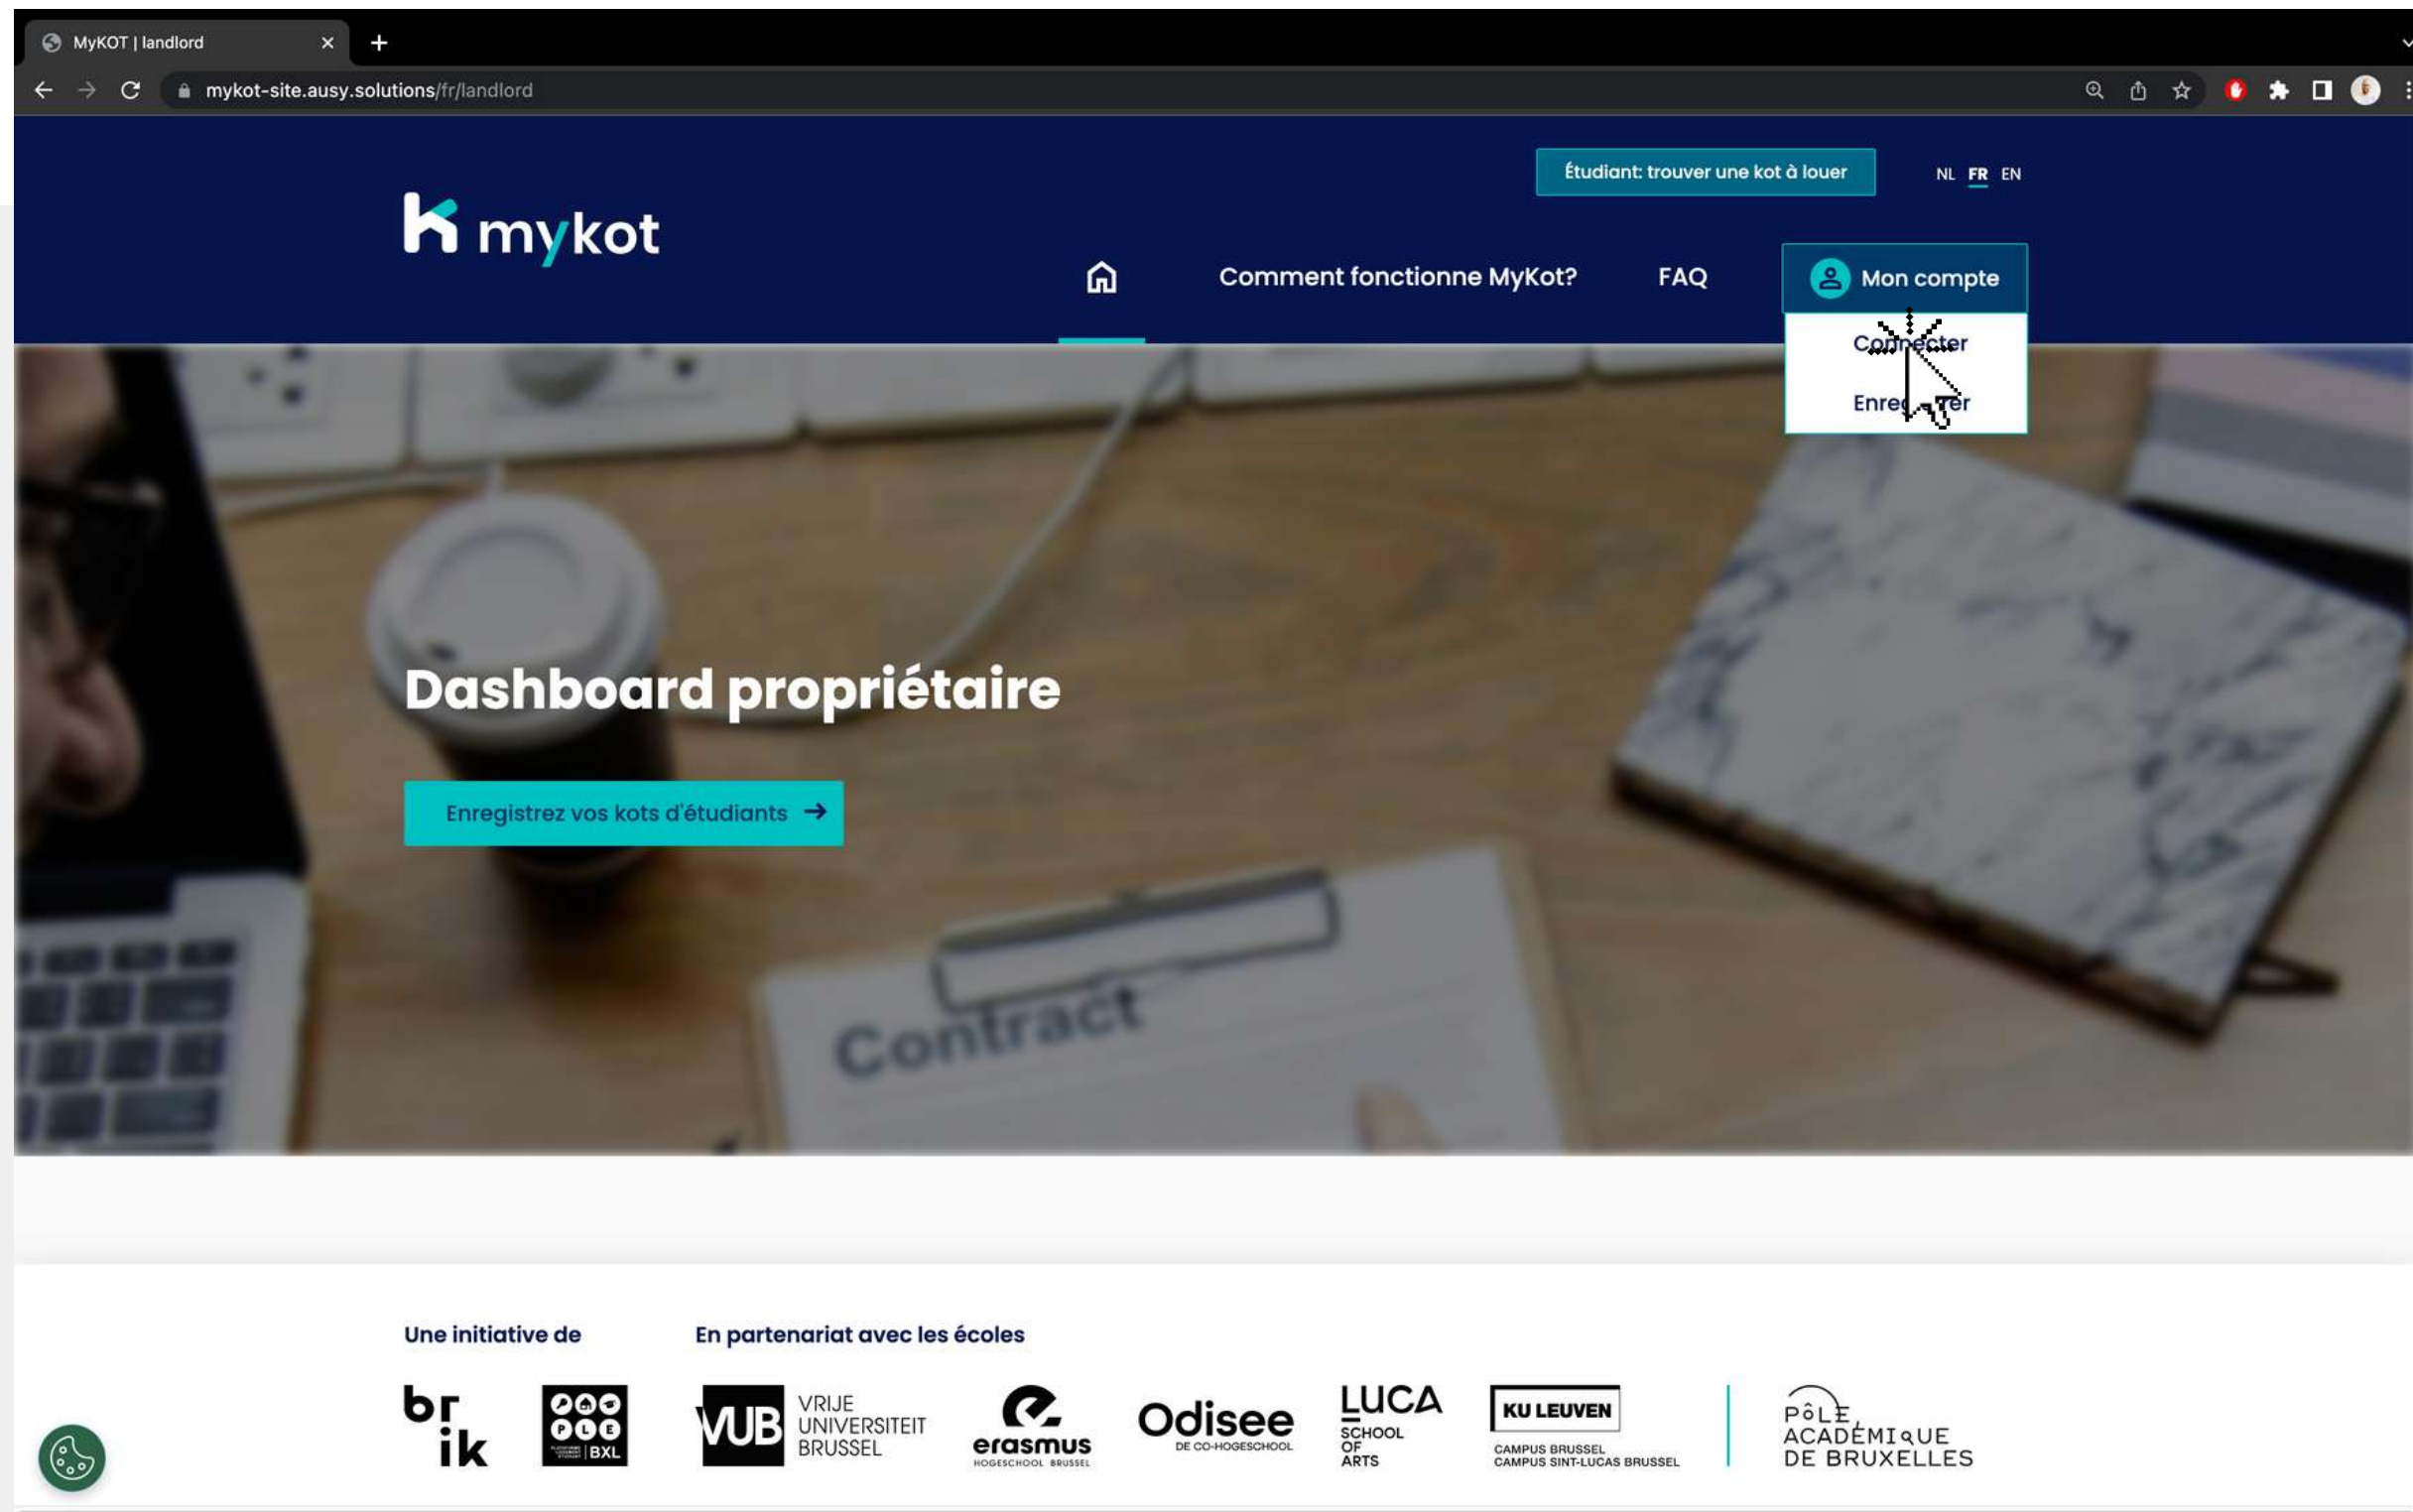 MyKOT | landlord
mykot-site.ausy.solutions/fr/landlord
Étudiant: trouver une kot à louer
NL FR EN
mykot
Comment fonctionne MyKot?
FAQ
Mon compte
Connecter
Dashboard propriétaire
Enregistrez vos kots d'étudiants
Contract
Une initiative de
En partenariat avec les écoles
br
ik
PLE
BXL
VUB
VRIJE
UNIVERSITEIT
BRUSSEL
erasmus
HOGESCHOOL BRUSSEL
Odisee
DE CO-HOGESCHOOL
LUCA
SCHOOL
OF
ARTS
KU LEUVEN
CAMPUS BRUSSEL
CAMPUS SINT-LUCAS BRUSSEL
PôLE
ACADÉMIQUE
DE BRUXELLES